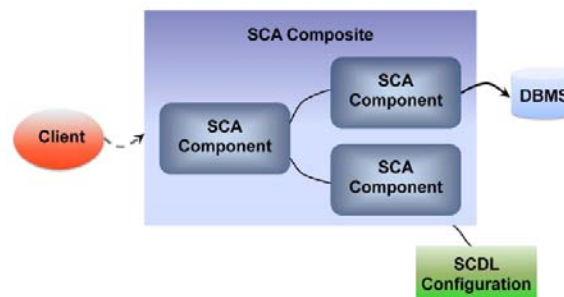 SCA Composite
SCA
Component
DBMS
Client
SCA
Component
SCA
Component
SCDL
Configuration